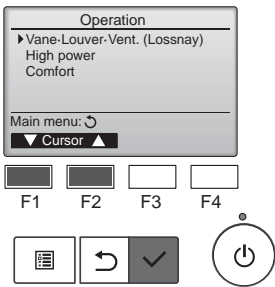 Operation
Vane·Louver·Vent. (Lossnay)
High power
Comfort
Main menu:
Cursor
F1 F2 F3 F4